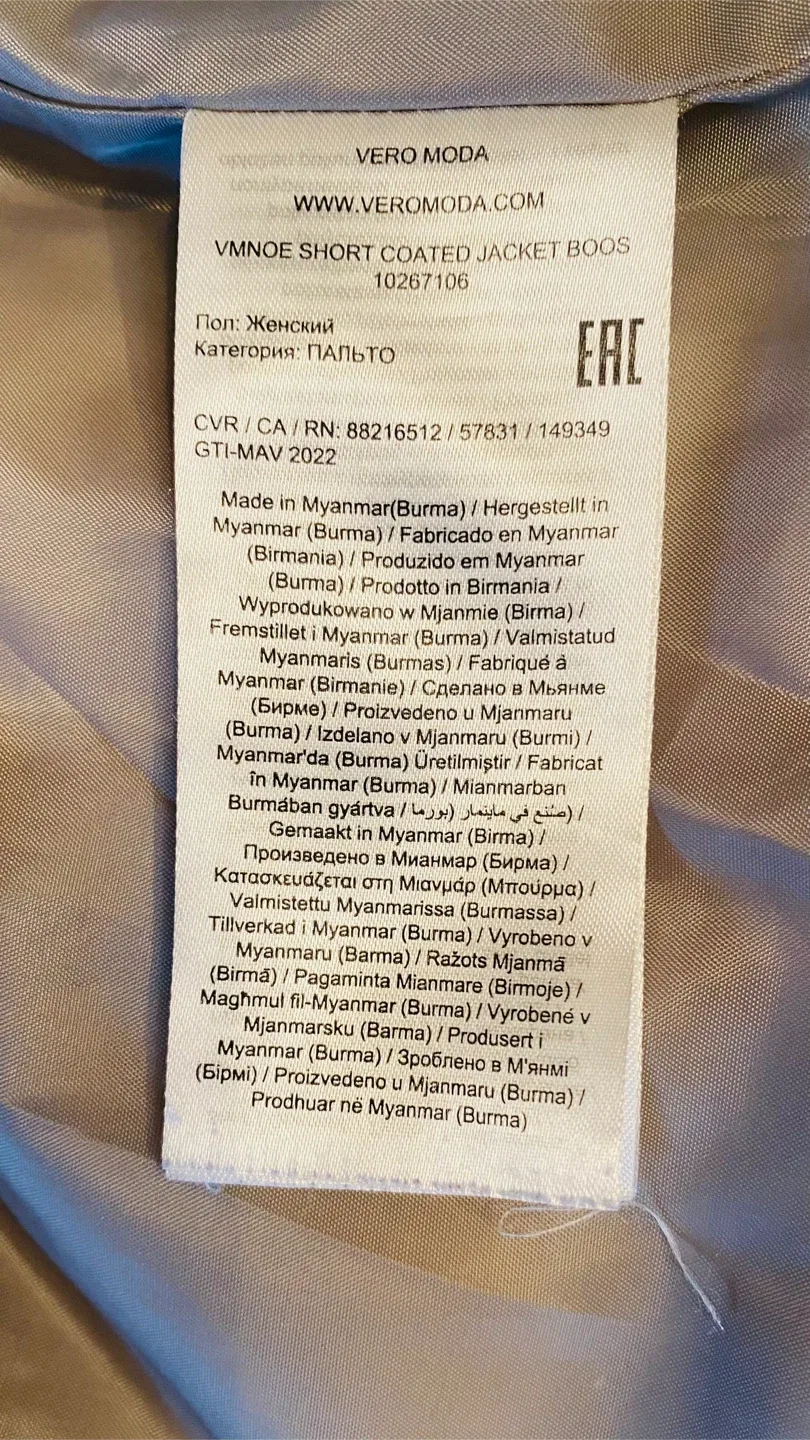 VERO MODA
WWW.VEROMODA.COM
VMNOE SHORT COATED JACKET BOOS
10267106
Пол: Женский
Категория: ПАЛЬТО
EAC
CVR / CA / RN: 88216512 / 57831 / 149349
GTI-MAV 2022
Made in Myanmar(Burma) / Hergestellt in
Myanmar (Burma) / Fabricado en Myanmar
(Birmania) / Produzido em Myanmar
(Burma) / Prodotto in Birmania /
Wyprodukowano w Mjanmie (Birma) /
Fremstillet i Myanmar (Burma) / Valmistatud
Myanmaris (Burmas) / Fabriqué à
Myanmar (Birmanie) / Сделано в Мьянме
(Бирме) / Proizvedeno u Mjanmaru
(Burma) / Izdelano v Mjanmaru (Burmi) /
Myanmar'da (Burma) Üretilmiştir / Fabricat
în Myanmar (Burma) / Mianmarban
Burmában gyártva / صُنع في ماينمار (بورما) /
Gemaakt in Myanmar (Birma) /
Произведено в Мианмар (Бирма) /
Κατασκευάζεται στη Μιανμάρ (Μπούρμα) /
Valmistettu Myanmarissa (Burmassa) /
Tillverkad i Myanmar (Burma) / Vyrobeno v
Myanmaru (Barma) / Ražots Mjanmā
(Birmā) / Pagaminta Mianmare (Birmoje) /
Magħmul fil-Myanmar (Burma) / Vyrobené v
Mjanmarsku (Barma) / Produsert i
Myanmar (Burma) / Зроблено в М'янмі
(Бірмі) / Proizvedeno u Mjanmaru (Burma) /
Prodhuar në Myanmar (Burma)